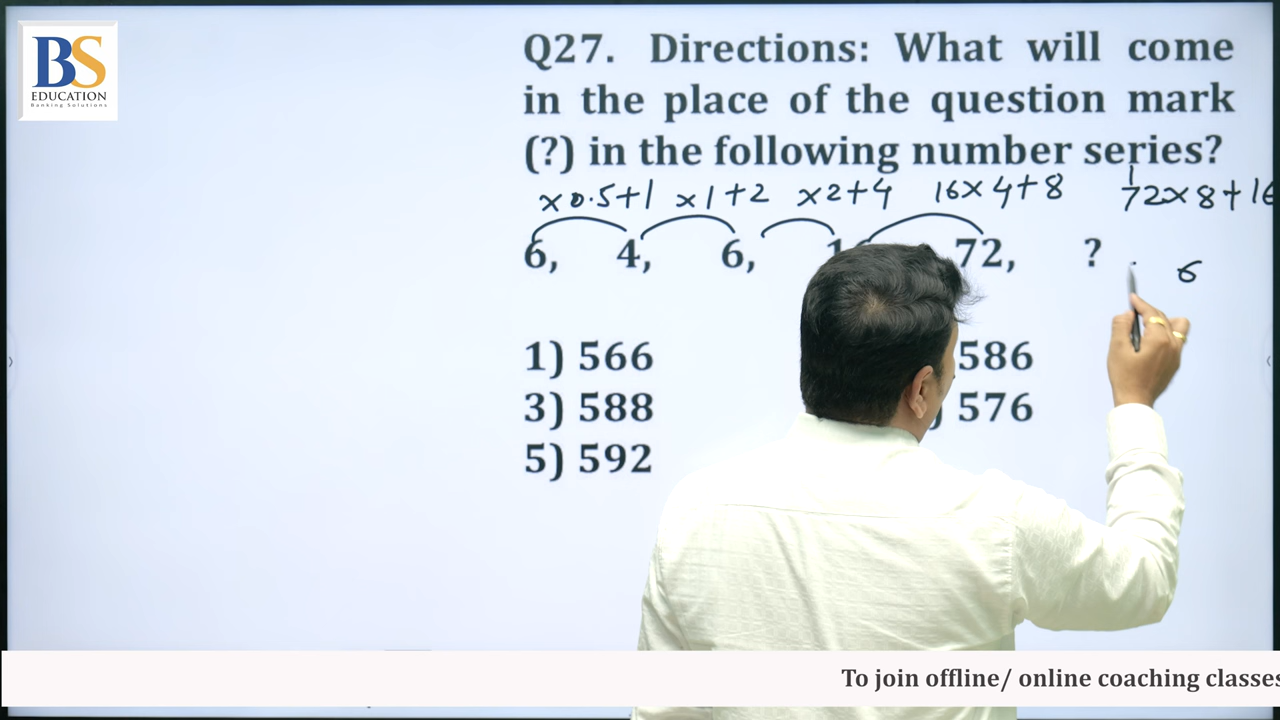 BS
EDUCATION
Banking Solutions
Q27. Directions: What will come
in the place of the question mark
(?) in the following number series?
×0.5+1 ×1+2 ×2+4 16×4+8 72×8+16
6, 4, 6, 1 72, ?
6
1) 566 586
3) 588 ) 576
5) 592
To join offline/ online coaching classes